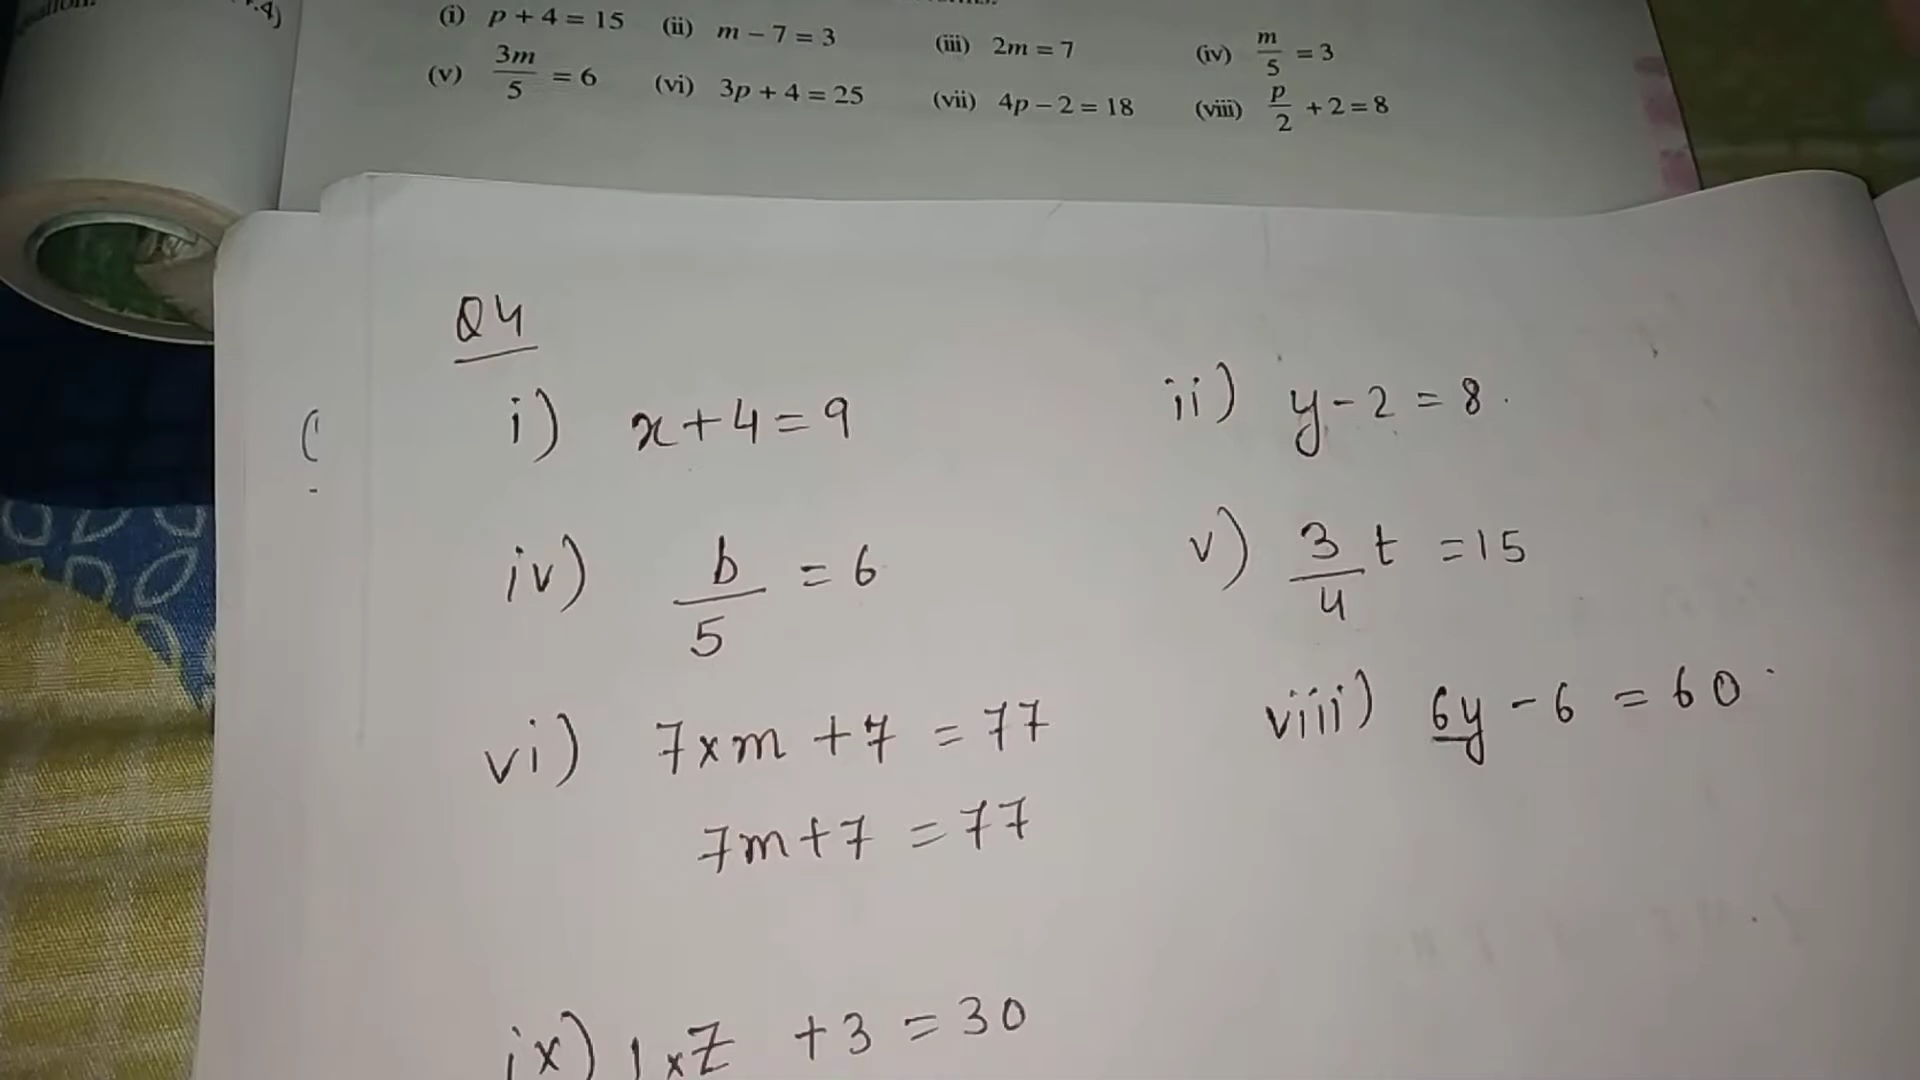 (i) p + 4 = 15 (ii) m – 7 = 3 (iii) 2m = 7 (iv) m/5 = 3
(v) 3m/5 = 6 (vi) 3p + 4 = 25 (vii) 4p – 2 = 18 (viii) p/2 + 2 = 8
Q4
i) x+4=9 ii) y-2=8.
iv) b/5 = 6 v) 3/4 t =15
vi) 7xm +7 =77 viii) 6y -6 = 60
7m+7 =77
ix) 1 x Z +3 =30